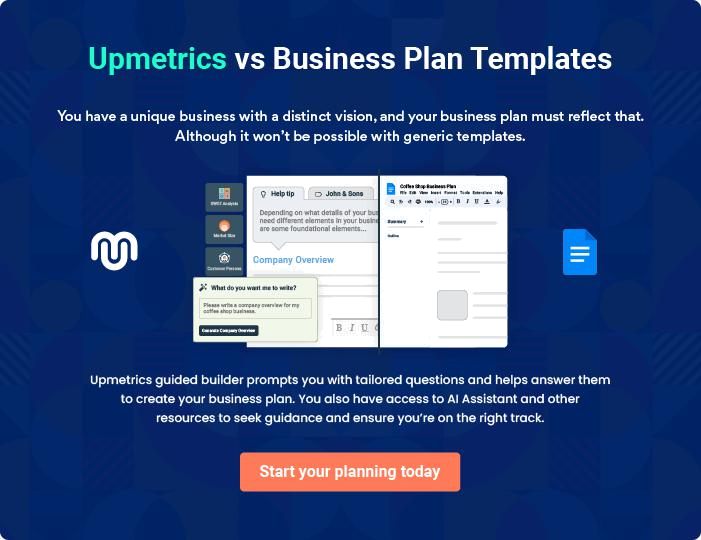 Upmetrics vs Business Plan Templates
You have a unique business with a distinct vision, and your business plan must reflect that.
Although it won't be possible with generic templates.
SWOT Analysis
Market Size
Customer Persona
Help tip
John & Sons
Depending on what details of your bus
need different elements in your busine
are some foundational elements...
Company Overview
What do you want me to write?
Please write a company overview for my
coffee shop business.
Generate Company Overview
B I U
Coffee Shop Business Plan
File Edit View Insert Format Tools Extensions Help
100%
B I U A
Summary +
Outline
Upmetrics guided builder prompts you with tailored questions and helps answer them
to create your business plan. You also have access to AI Assistant and other
resources to seek guidance and ensure you're on the right track.
Start your planning today